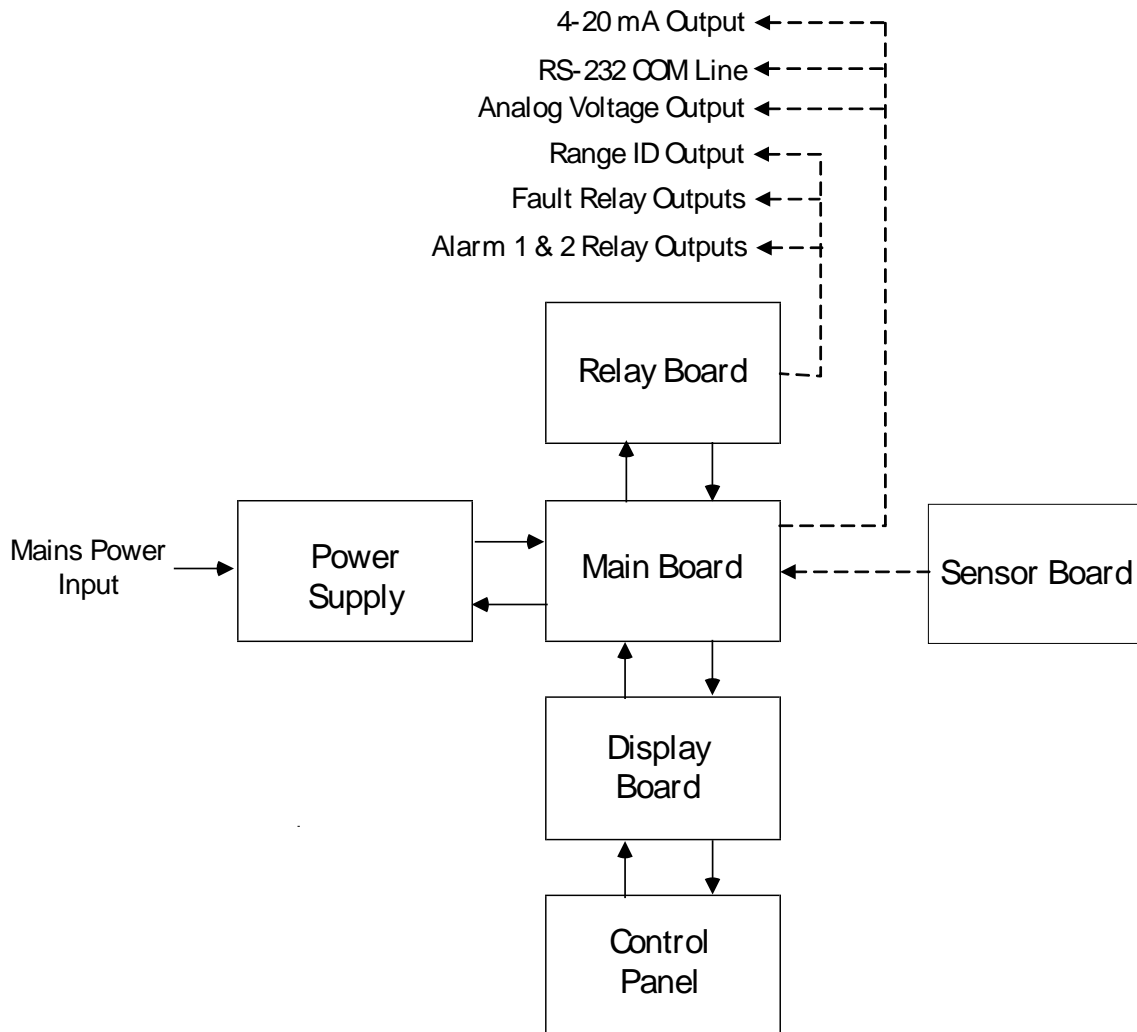 4-20 mA Output
RS-232 COM Line
Analog Voltage Output
Range ID Output
Fault Relay Outputs
Alarm 1 & 2 Relay Outputs
Relay Board
Mains Power
Input
Power
Supply
Main Board
Sensor Board
Display
Board
Control
Panel